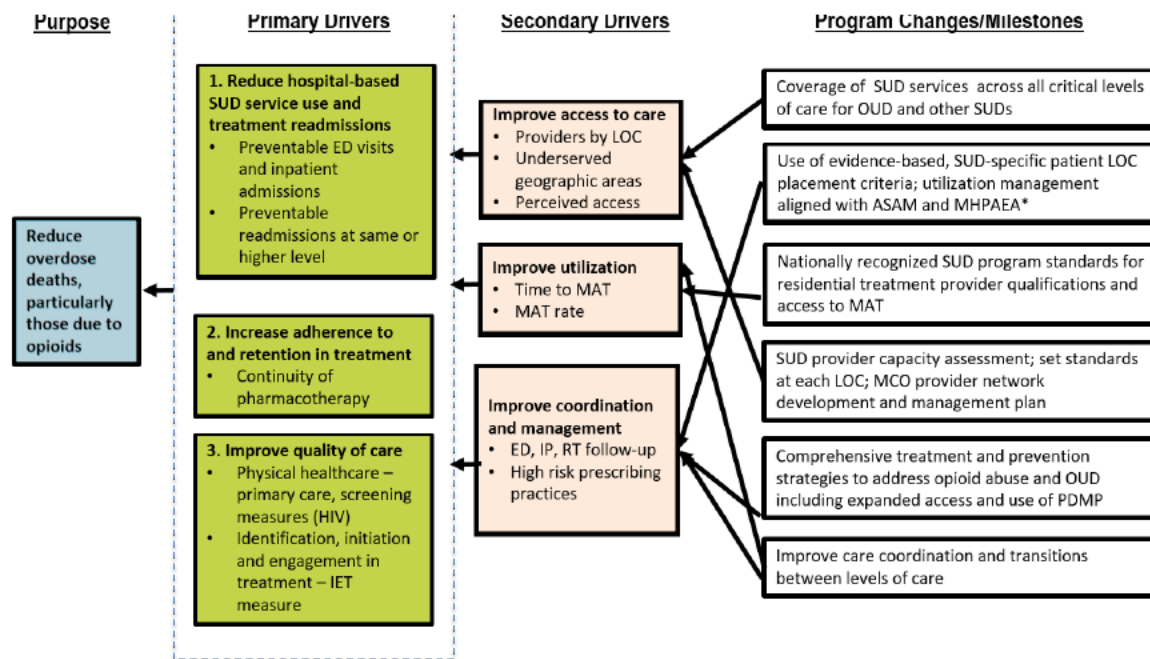 Purpose
Primary Drivers
Secondary Drivers
Program Changes/Milestones
Reduce
overdose
deaths,
particularly
those due to
opioids
1. Reduce hospital-based
SUD service use and
treatment readmissions
• Preventable ED visits
and inpatient
admissions
• Preventable
readmissions at same or
higher level
2. Increase adherence to
and retention in treatment
• Continuity of
pharmacotherapy
3. Improve quality of care
• Physical healthcare –
primary care, screening
measures (HIV)
• Identification, initiation
and engagement in
treatment – IET
measure
Improve access to care
• Providers by LOC
• Underserved
geographic areas
• Perceived access
Improve utilization
• Time to MAT
• MAT rate
Improve coordination
and management
• ED, IP, RT follow-up
• High risk prescribing
practices
Coverage of SUD services across all critical levels
of care for OUD and other SUDs
Use of evidence-based, SUD-specific patient LOC
placement criteria; utilization management
aligned with ASAM and MHPAEA*
Nationally recognized SUD program standards for
residential treatment provider qualifications and
access to MAT
SUD provider capacity assessment; set standards
at each LOC; MCO provider network
development and management plan
Comprehensive treatment and prevention
strategies to address opioid abuse and OUD
including expanded access and use of PDMP
Improve care coordination and transitions
between levels of care